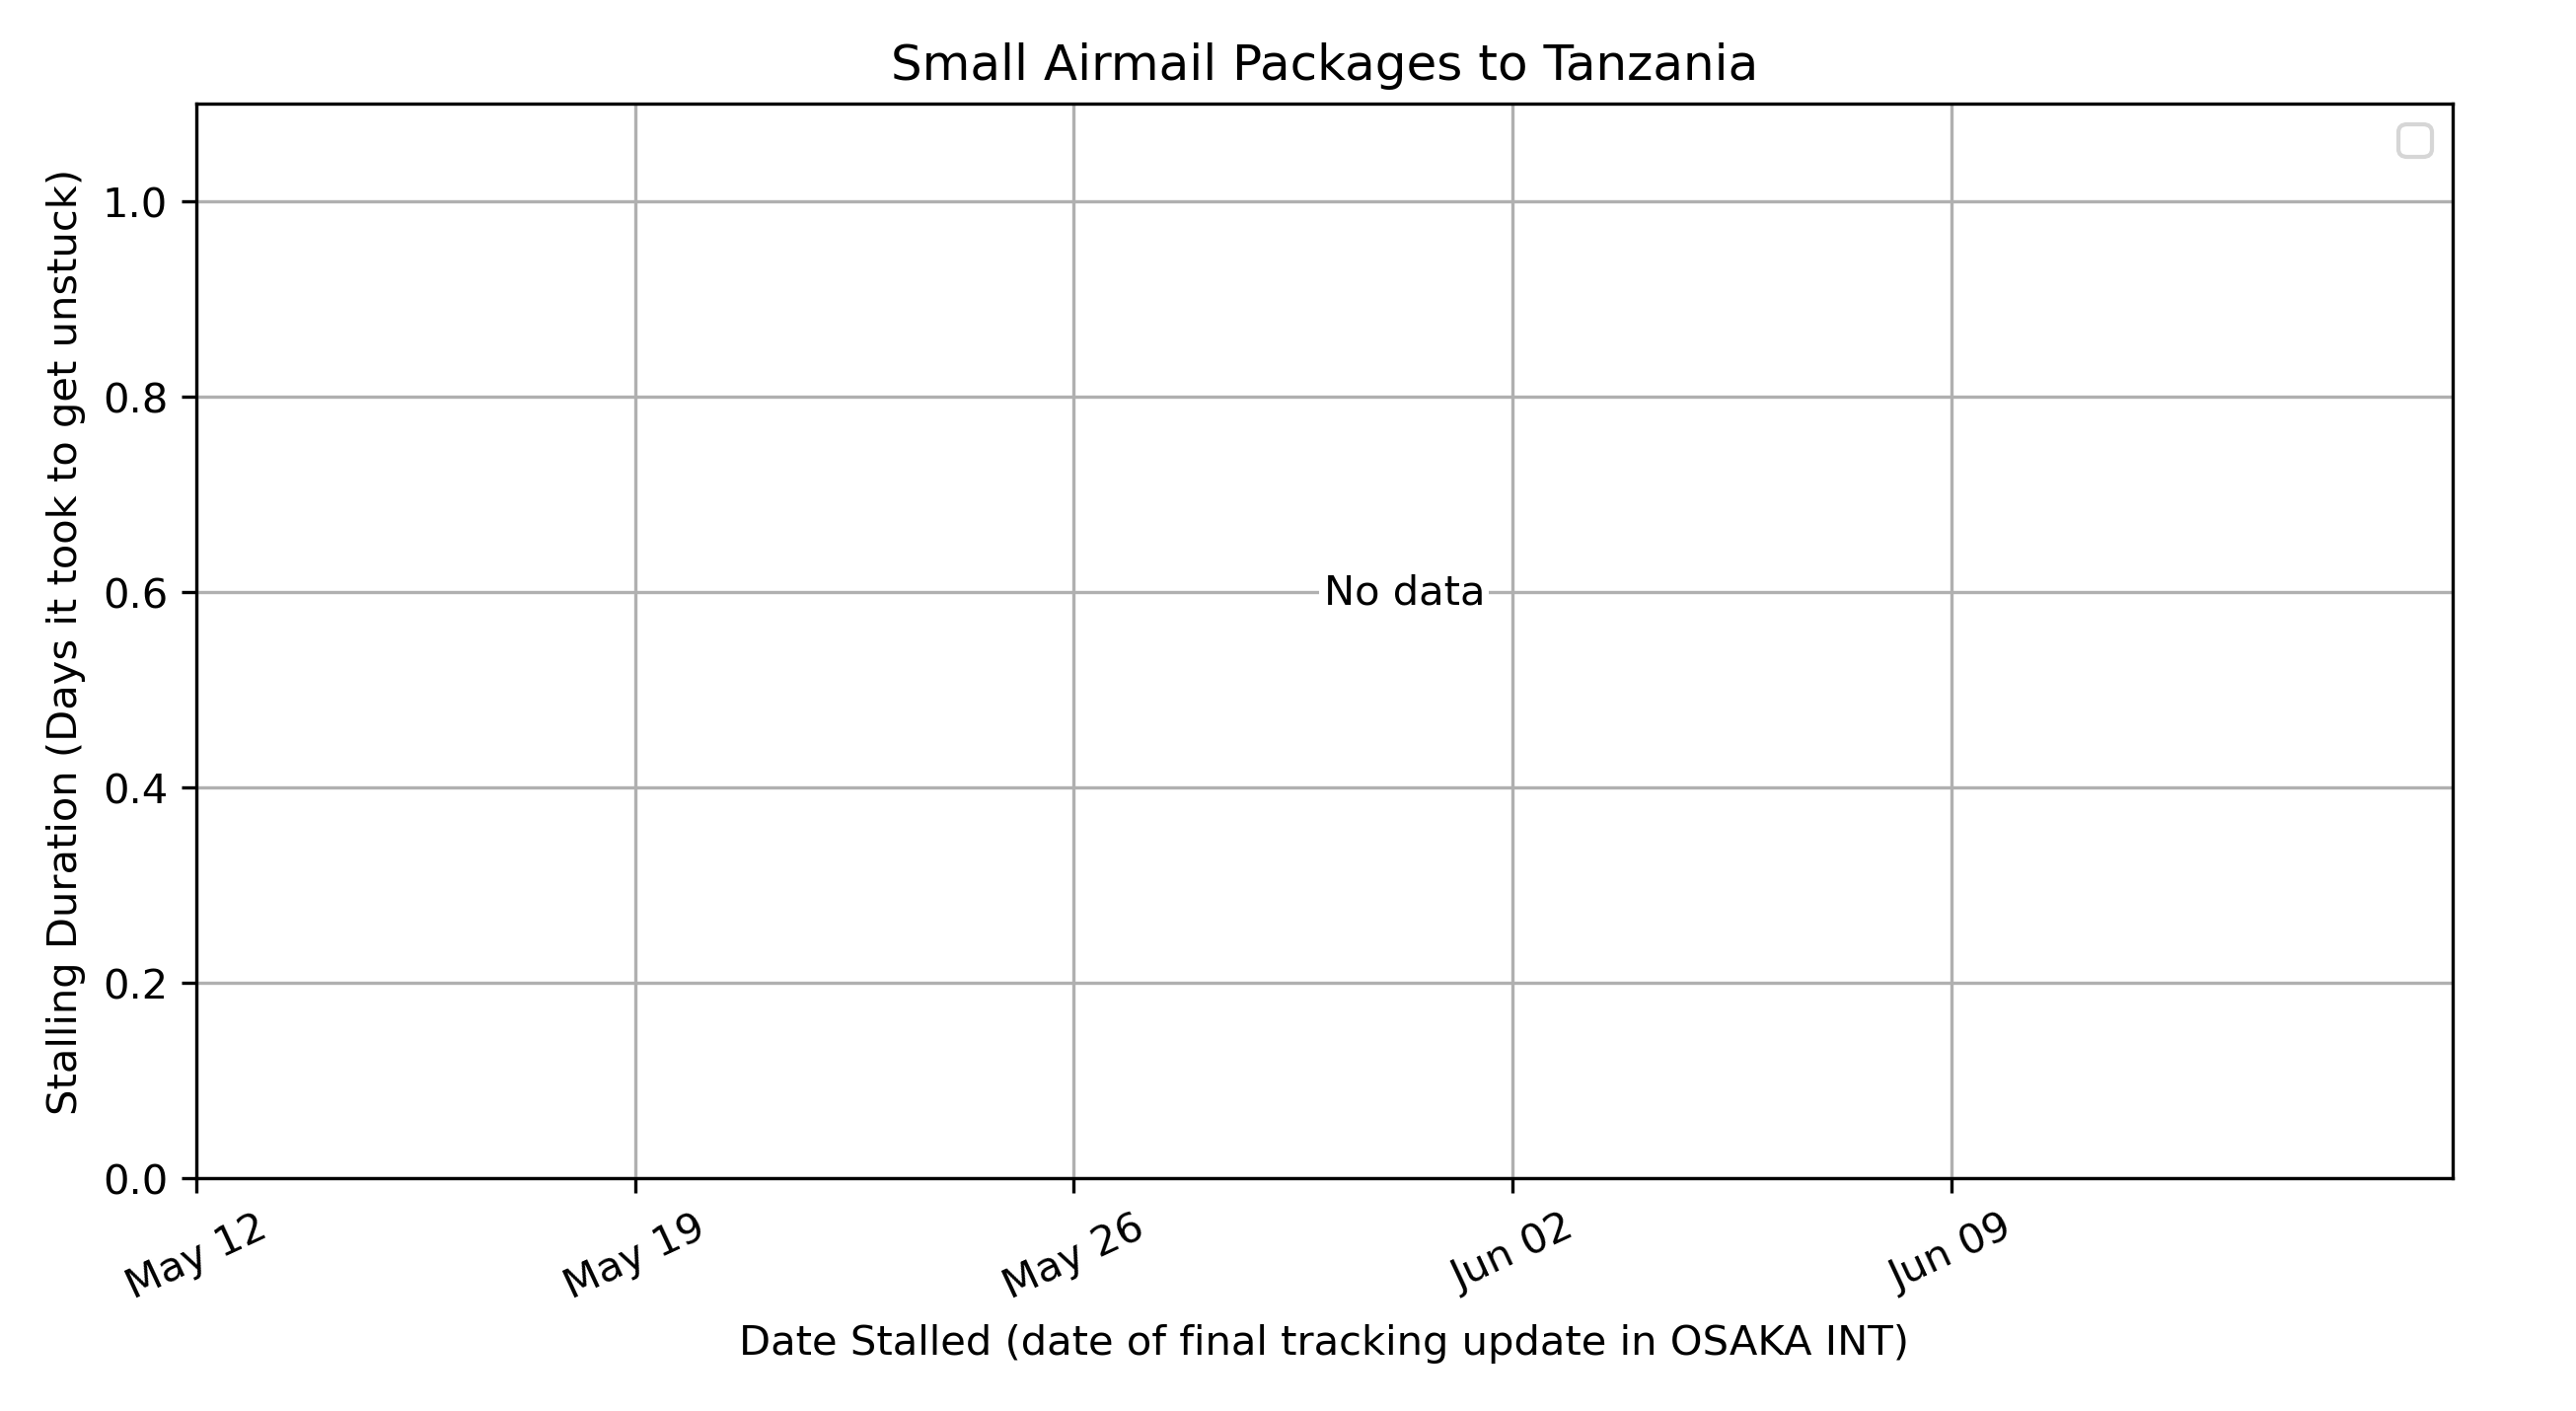 Small Airmail Packages to Tanzania
Stalling Duration (Days it took to get unstuck)
1.0
0.8
0.6
0.4
0.2
0.0
No data
May 12
May 19
May 26
Jun 02
Jun 09
Date Stalled (date of final tracking update in OSAKA INT)